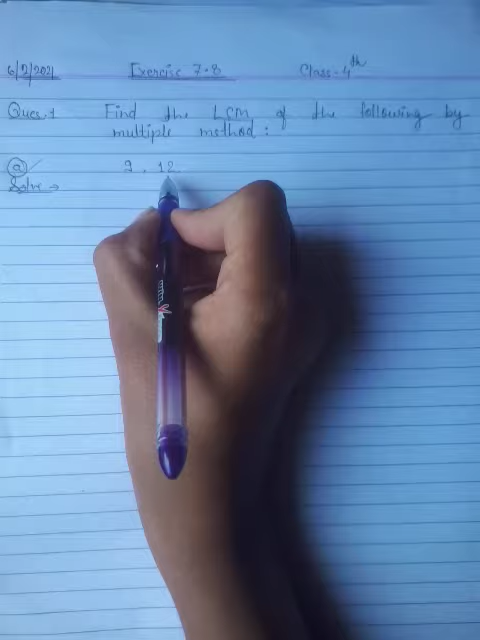 6/2/2021 Exercise 7.8 Class-4th
Ques.1 Find the LCM of the following by
multiple method :
(a) 9 , 12
Solve →